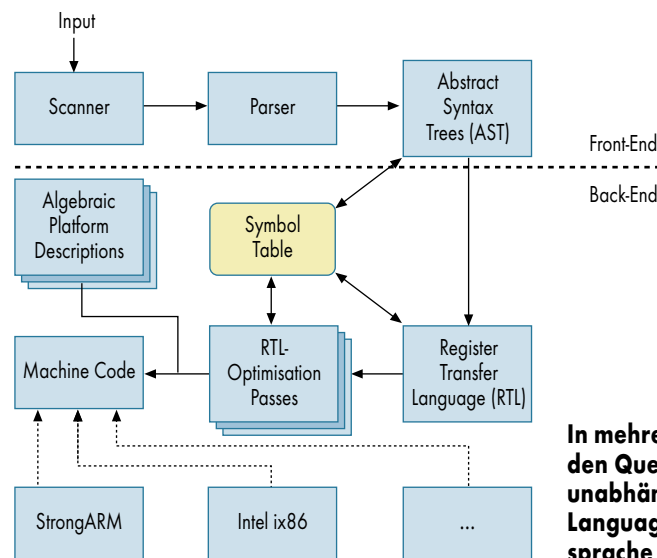 Input
Scanner
Parser
Abstract
Syntax
Trees (AST)
Front-End
Back-End
Algebraic
Platform
Descriptions
Symbol
Table
Machine Code
RTL-
Optimisation
Passes
Register
Transfer
Language (RTL)
StrongARM
Intel ix86
...
In mehre
den Que
unabhän
Languag
sprache